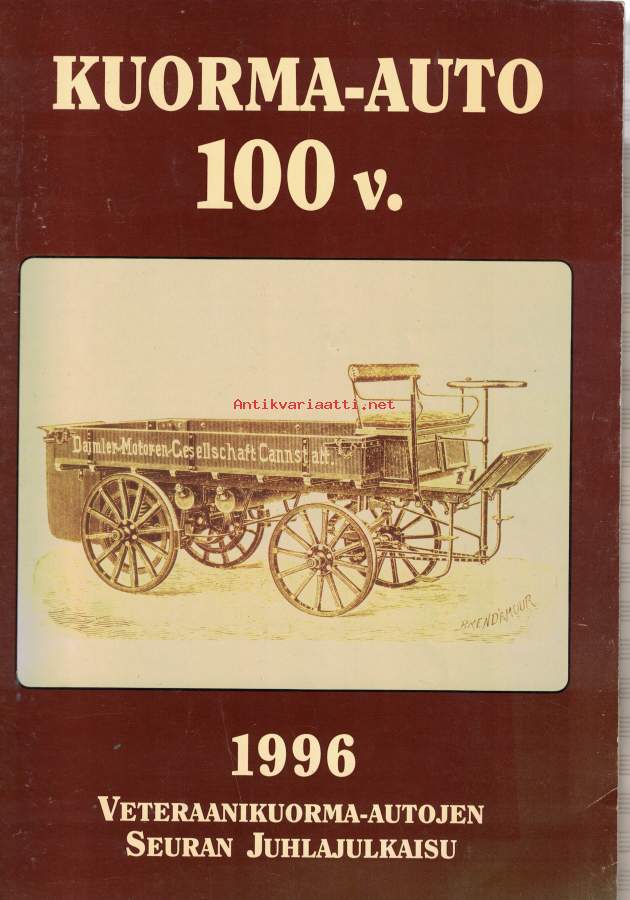 KUORMA-AUTO
100 v.
Antikvariaatti.net
Daimler-Motoren-Gesellschaft Cannstatt.
1996
VETERAANIKUORMA-AUTOJEN
SEURAN JUHLAJULKAISU